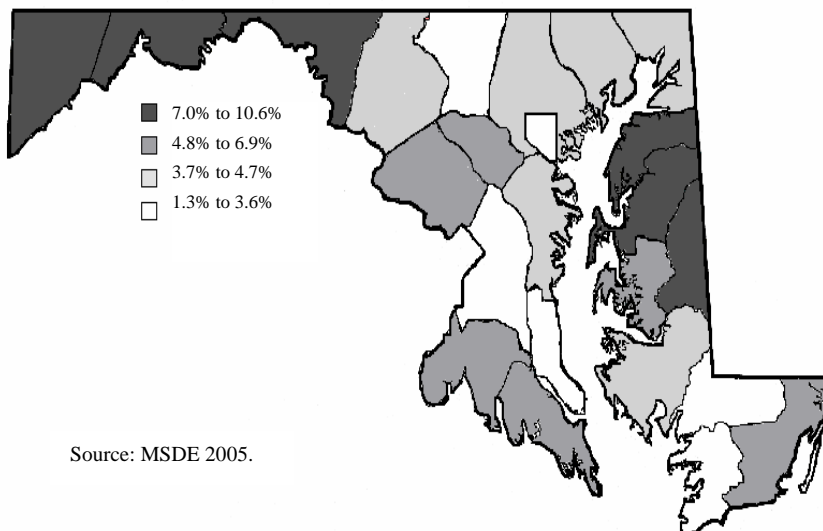 7.0% to 10.6%
4.8% to 6.9%
3.7% to 4.7%
1.3% to 3.6%
Source: MSDE 2005.